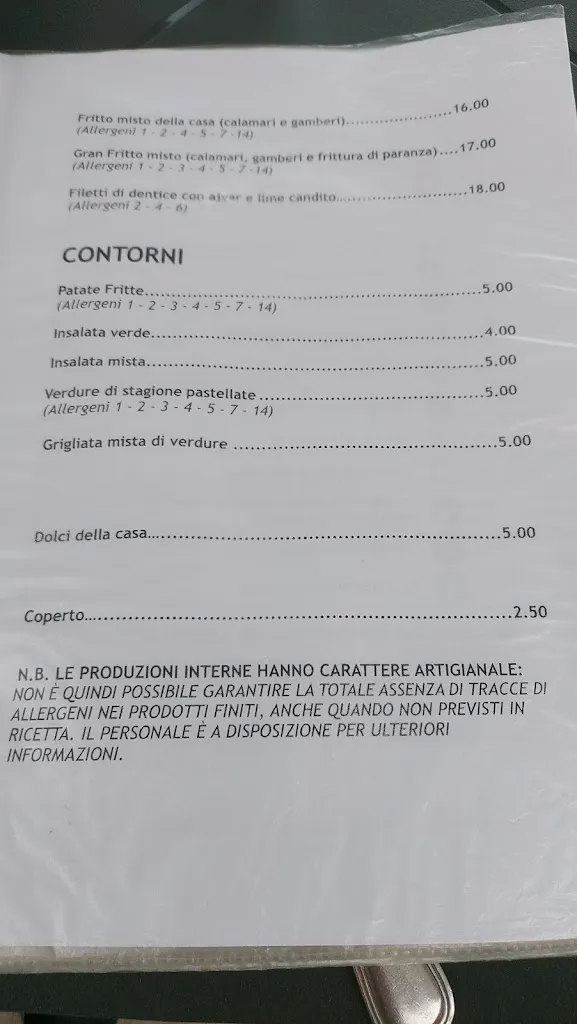 Fritto misto della casa (calamari e gamberi)........................16.00
(Allergeni 1 - 2 - 4 - 5 - 7 -14)
Gran Fritto misto (calamari, gamberi e frittura di paranza)....17.00
(Allergeni 1 - 2 - 3 - 4 - 5 - 7 -14)
Filetti di dentice con ajvar e lime candito..........................18.00
(Allergeni 2 - 4 - 6)
CONTORNI
Patate Fritte...............................................................5.00
(Allergeni 1 - 2 - 3 - 4 - 5 - 7 - 14)
Insalata verde..............................................................4.00
Insalata mista...............................................................5.00
Verdure di stagione pastellate..........................................5.00
(Allergeni 1 - 2 - 3 - 4 - 5 - 7 - 14)
Grigliata mista di verdure ..............................................5.00
Dolci della casa.............................................................5.00
Coperto.......................................................................2.50
N.B. LE PRODUZIONI INTERNE HANNO CARATTERE ARTIGIANALE:
NON È QUINDI POSSIBILE GARANTIRE LA TOTALE ASSENZA DI TRACCE DI
ALLERGENI NEI PRODOTTI FINITI, ANCHE QUANDO NON PREVISTI IN
RICETTA. IL PERSONALE È A DISPOSIZIONE PER ULTERIORI
INFORMAZIONI.